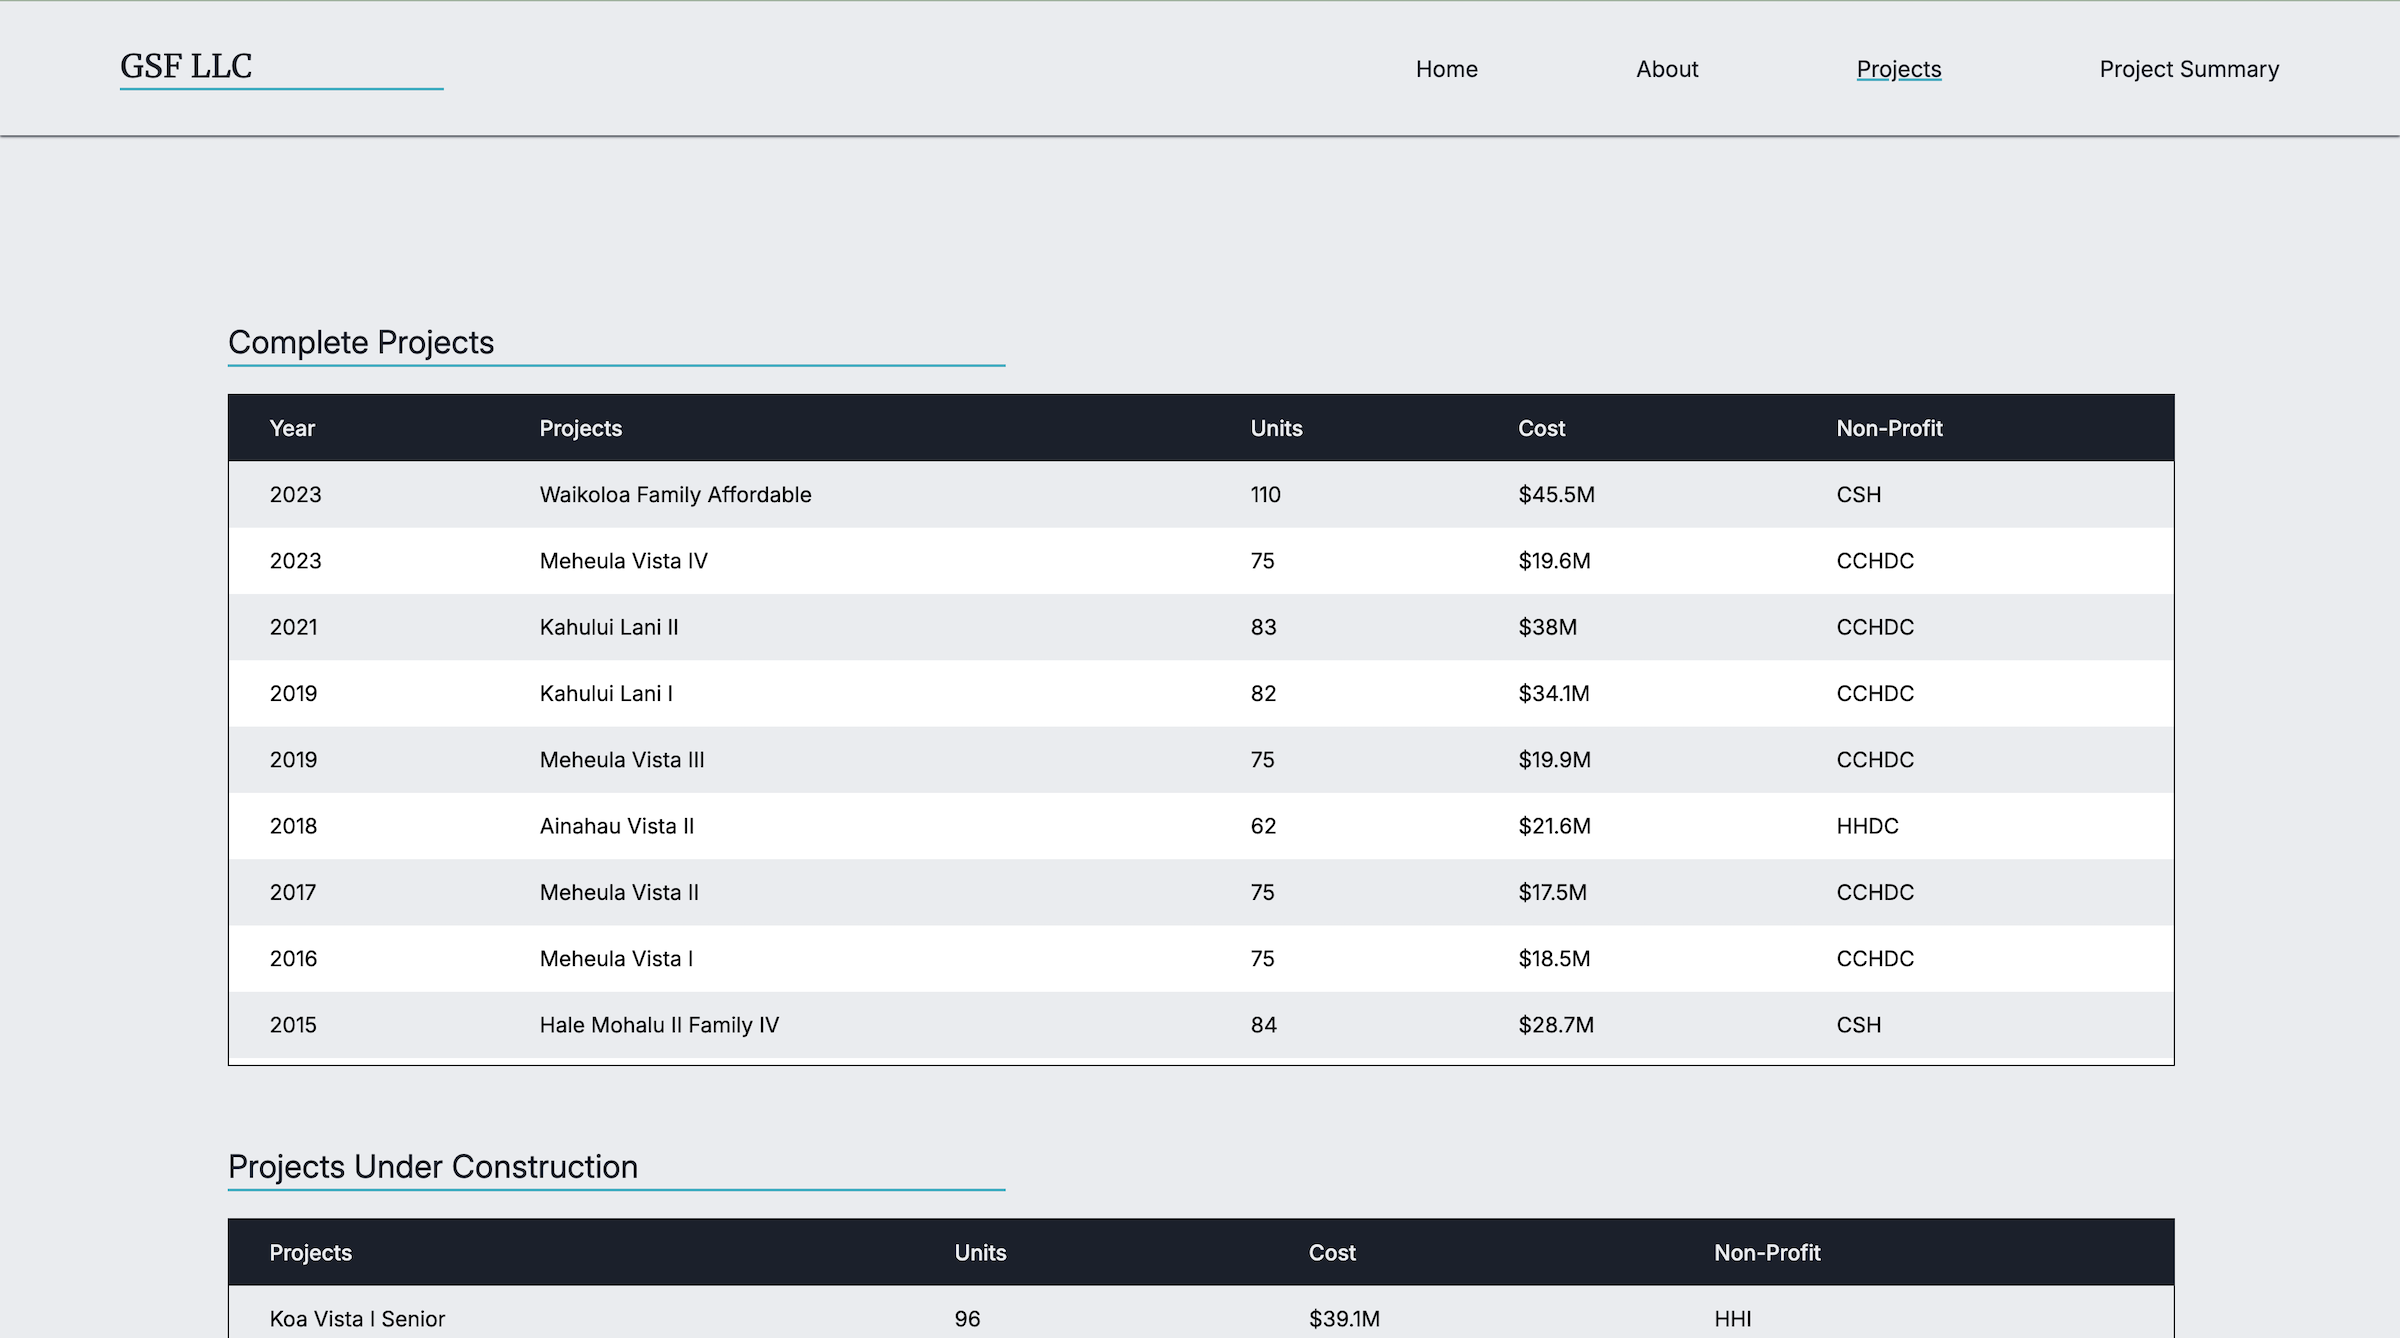 GSF LLC
Home About Projects Project Summary
Complete Projects
Year Projects Units Cost Non-Profit
2023 Waikoloa Family Affordable 110 $45.5M CSH
2023 Meheula Vista IV 75 $19.6M CCHDC
2021 Kahului Lani II 83 $38M CCHDC
2019 Kahului Lani I 82 $34.1M CCHDC
2019 Meheula Vista III 75 $19.9M CCHDC
2018 Ainahau Vista II 62 $21.6M HHDC
2017 Meheula Vista II 75 $17.5M CCHDC
2016 Meheula Vista I 75 $18.5M CCHDC
2015 Hale Mohalu II Family IV 84 $28.7M CSH
Projects Under Construction
Projects Units Cost Non-Profit
Koa Vista I Senior 96 $39.1M HHI